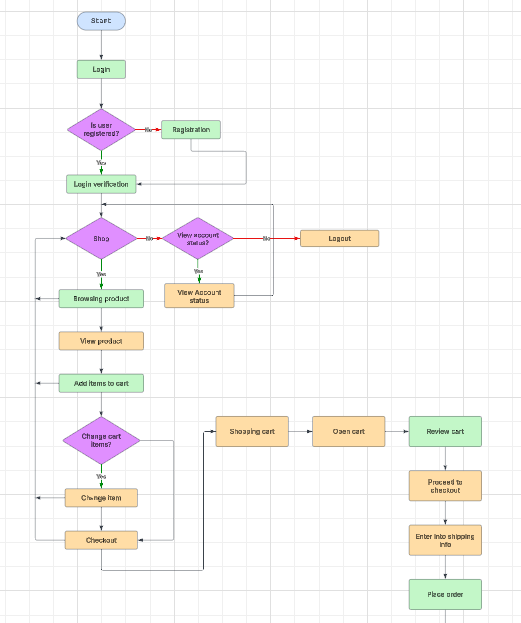 Start
Login
Is user
registered?
No
Registration
Yes
Login verification
Shop
No
View account
status?
No
Logout
Yes
Yes
Browsing product
View Account
status
View product
Add items to cart
Change cart
items?
Shopping cart
Open cart
Review cart
Yes
Change item
Proceed to
checkout
Checkout
Enter into shipping
info
Place order